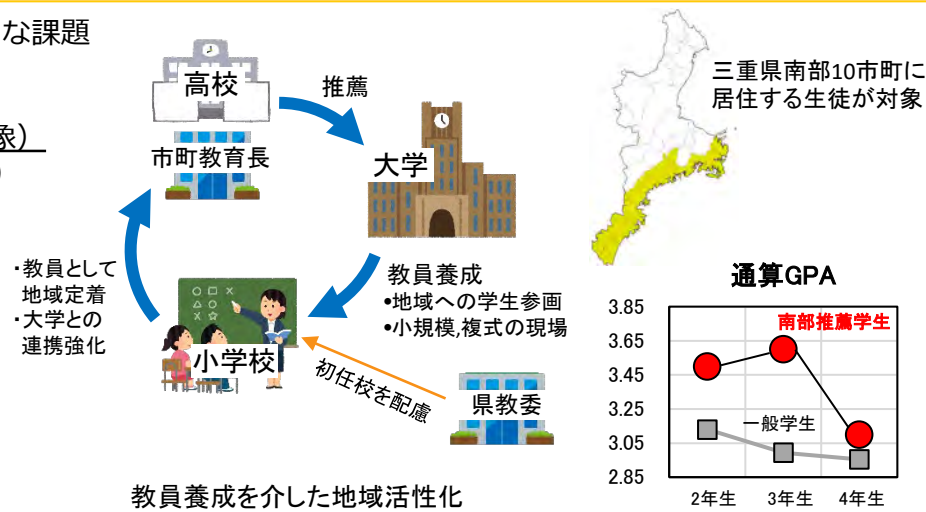 な課題
象)
)
高校
市町教育長
推薦
大学
三重県南部10市町に
居住する生徒が対象
・教員として
地域定着
・大学との
連携強化
小学校
教員養成
•地域への学生参画
•小規模,複式の現場
初任校を配慮
県教委
教員養成を介した地域活性化
通算GPA
3.85
3.65
3.45
3.25
3.05
2.85
南部推薦学生
一般学生
2年生
3年生
4年生